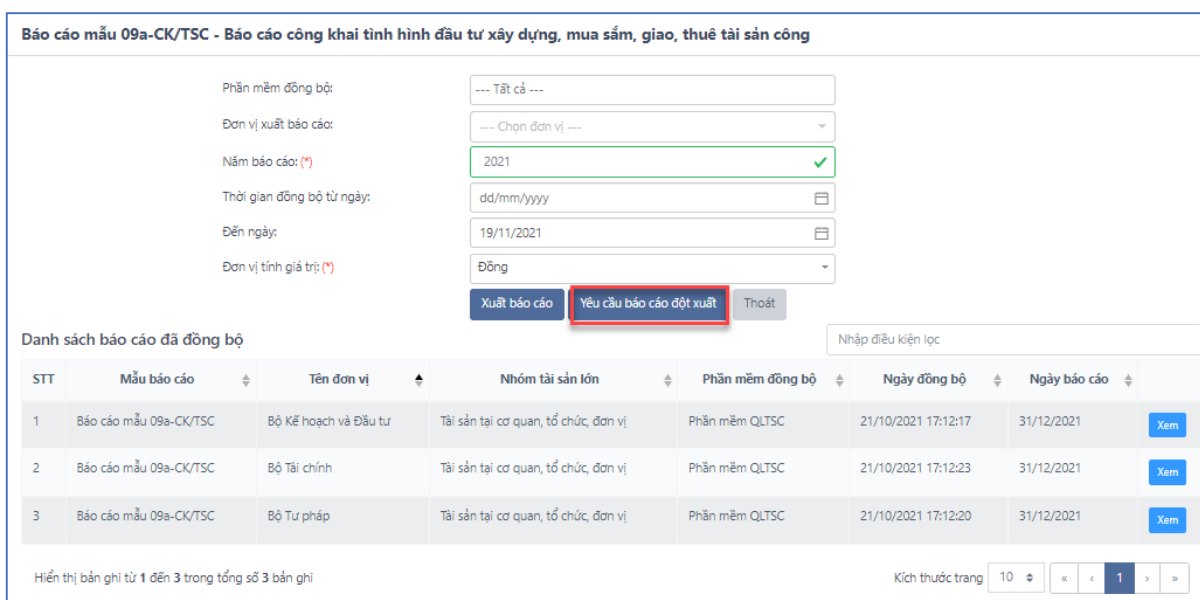 Báo cáo mẫu 09a-CK/TSC - Báo cáo công khai tình hình đầu tư xây dựng, mua sắm, giao, thuê tài sản công
Phần mềm đồng bộ: --- Tất cả ---
Đơn vị xuất báo cáo: --- Chọn đơn vị ---
Năm báo cáo: (*) 2021
Thời gian đồng bộ từ ngày: dd/mm/yyyy
Đến ngày: 19/11/2021
Đơn vị tính giá trị: (*) Đồng
Xuất báo cáo Yêu cầu báo cáo đột xuất Thoát
Danh sách báo cáo đã đồng bộ Nhập điều kiện lọc
STT Mẫu báo cáo Tên đơn vị Nhóm tài sản lớn Phần mềm đồng bộ Ngày đồng bộ Ngày báo cáo
1 Báo cáo mẫu 09a-CK/TSC Bộ Kế hoạch và Đầu tư Tài sản tại cơ quan, tổ chức, đơn vị Phần mềm QLTSC 21/10/2021 17:12:17 31/12/2021 Xem
2 Báo cáo mẫu 09a-CK/TSC Bộ Tài chính Tài sản tại cơ quan, tổ chức, đơn vị Phần mềm QLTSC 21/10/2021 17:12:23 31/12/2021 Xem
3 Báo cáo mẫu 09a-CK/TSC Bộ Tư pháp Tài sản tại cơ quan, tổ chức, đơn vị Phần mềm QLTSC 21/10/2021 17:12:20 31/12/2021 Xem
Hiển thị bản ghi từ 1 đến 3 trong tổng số 3 bản ghi Kích thước trang 10 « ‹ 1 › »